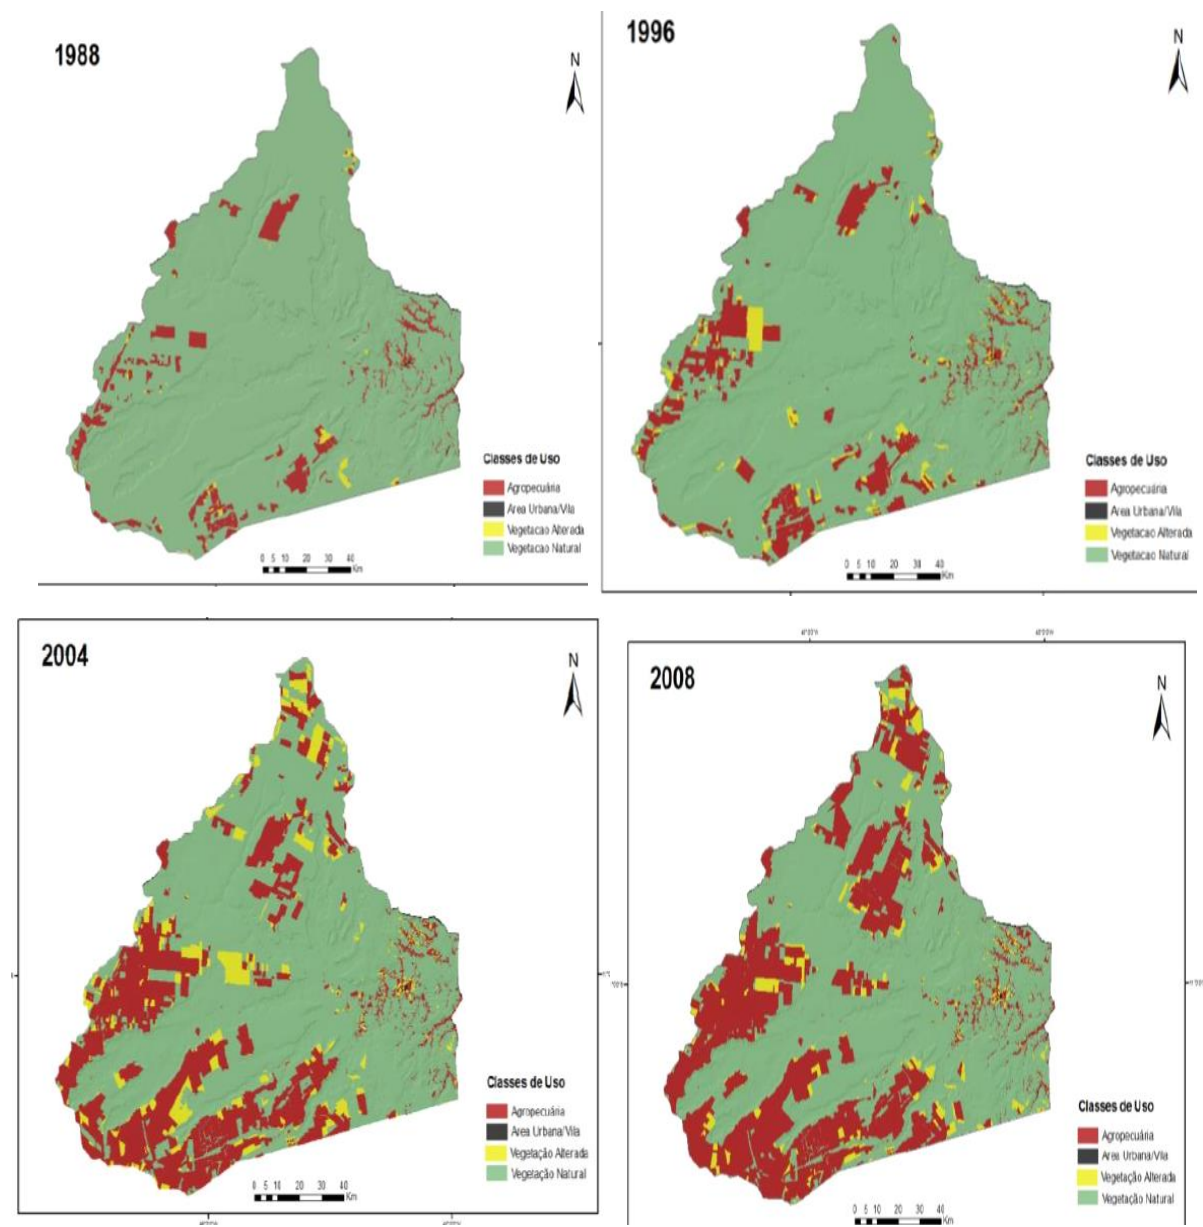 1988
N
Classes de Uso
Agropecuária
Area Urbana/Vila
Vegetacao Alterada
Vegetacao Natural
0 5 10 20 30 40
Km
1996
N
Classes de Uso
Agropecuária
Area Urbana/Vila
Vegetacao Alterada
Vegetacao Natural
0 5 10 20 30 40
Km
2004
N
Classes de Uso
Agropecuária
Area Urbana/Vila
Vegetação Alterada
Vegetação Natural
0 5 10 20 30 40
Km
2008
N
Classes de Uso
Agropecuária
Area Urbana/Vila
Vegetação Alterada
Vegetação Natural
0 5 10 20 30 40
Km